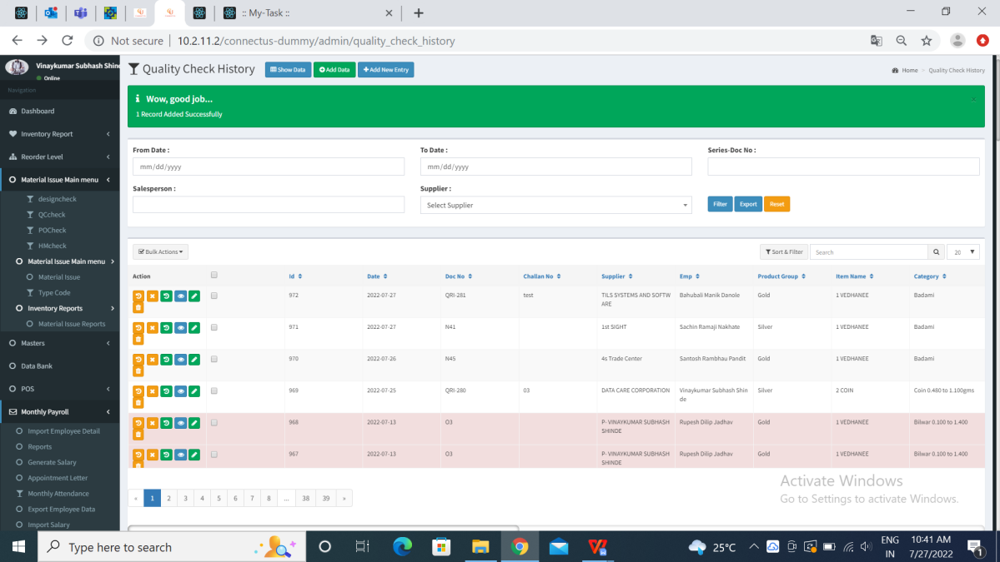 :: My-Task ::
Not secure | 10.2.11.2/connectus-dummy/admin/quality_check_history
Vinaykumar Subhash Shin
Online
Navigation
Dashboard
Inventory Report
Reorder Level
Material Issue Main menu
designcheck
QCcheck
POCheck
HMcheck
Material Issue Main menu
Material Issue
Type Code
Inventory Reports
Material Issue Reports
Masters
Data Bank
POS
Monthly Payroll
Import Employee Detail
Reports
Generate Salary
Appointment Letter
Monthly Attendance
Export Employee Data
Import Salary
Quality Check History
Show Data
Add Data
Add New Entry
Home > Quality Check History
Wow, good job...
1 Record Added Successfully
From Date :
To Date :
Series-Doc No :
mm/dd/yyyy
mm/dd/yyyy
Salesperson :
Supplier :
Select Supplier
Filter
Export
Reset
Bulk Actions
Sort & Filter
Search
20
Action Id Date Doc No Challan No Supplier Emp Product Group Item Name Category
972 2022-07-27 QRI-281 test TILS SYSTEMS AND SOFTW Bahubali Manik Danole Gold 1 VEDHANEE Badami
ARE
971 2022-07-27 N41 1st SIGHT Sachin Ramaji Nakhate Silver 1 VEDHANEE Badami
970 2022-07-26 N45 4s Trade Center Santosh Rambhau Pandit Gold 1 VEDHANEE Badami
969 2022-07-25 QRI-280 03 DATA CARE CORPORATION Vinaykumar Subhash Shin Silver 2 COIN Coin 0.480 to 1.100gms
de
968 2022-07-13 O3 P- VINAYKUMAR SUBHASH Rupesh Dilip Jadhav Gold 1 VEDHANEE Bilwar 0.100 to 1.400
SHINDE
967 2022-07-13 O3 P- VINAYKUMAR SUBHASH Rupesh Dilip Jadhav Gold 1 VEDHANEE Bilwar 0.100 to 1.400
SHINDE
« 1 2 3 4 5 6 7 8 ... 38 39 »
Activate Windows
Go to Settings to activate Windows.
Type here to search
25°C
ENG
IN
10:41 AM
7/27/2022
1